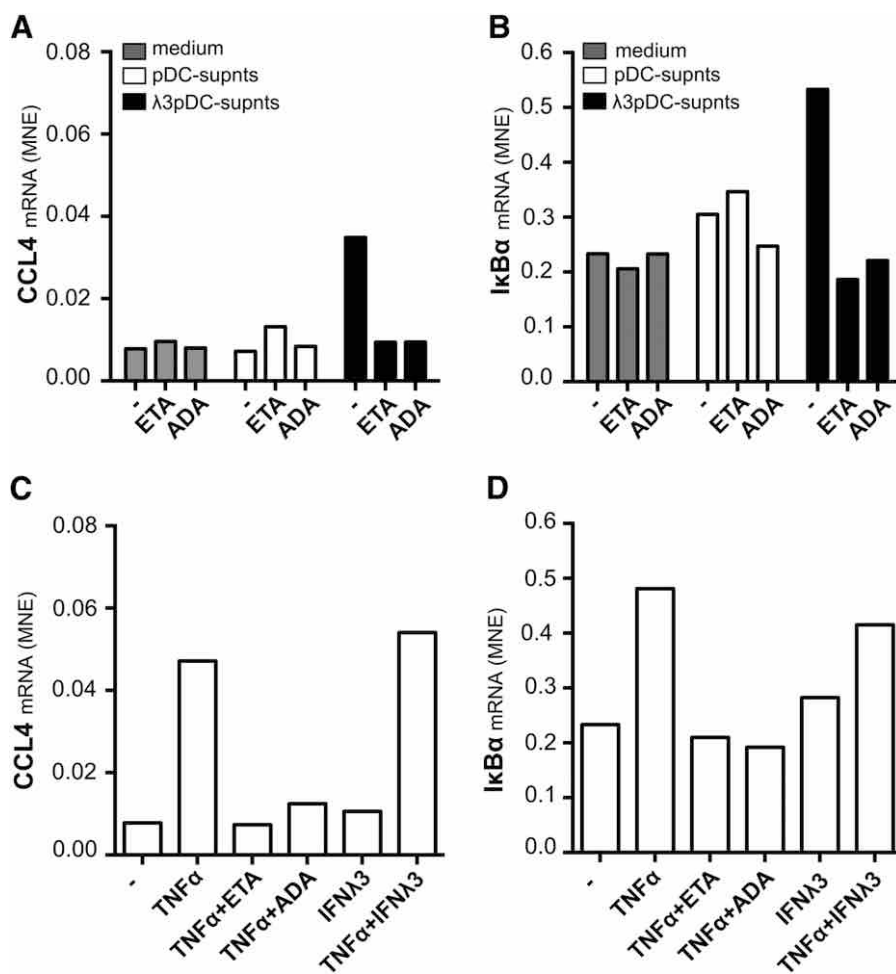 A
medium
pDC-supnts
λ3pDC-supnts
CCL4 mRNA (MNE)
0.08
0.06
0.04
0.02
0.00
- ETA ADA - ETA ADA - ETA ADA
B
medium
pDC-supnts
λ3pDC-supnts
IκBα mRNA (MNE)
0.6
0.5
0.4
0.3
0.2
0.1
0.0
- ETA ADA - ETA ADA - ETA ADA
C
CCL4 mRNA (MNE)
0.08
0.06
0.04
0.02
0.00
- TNFα TNFα+ETA TNFα+ADA IFNλ3 TNFα+IFNλ3
D
IκBα mRNA (MNE)
0.6
0.5
0.4
0.3
0.2
0.1
0.0
- TNFα TNFα+ETA TNFα+ADA IFNλ3 TNFα+IFNλ3